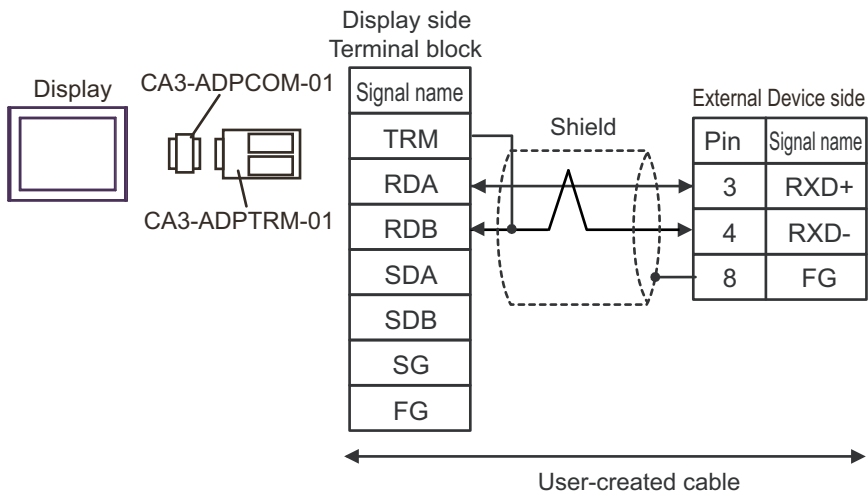 Display side
Terminal block
Display
CA3-ADPCOM-01
CA3-ADPTRM-01
Signal name
TRM
RDA
RDB
SDA
SDB
SG
FG
Shield
External Device side
Pin Signal name
3 RXD+
4 RXD-
8 FG
User-created cable